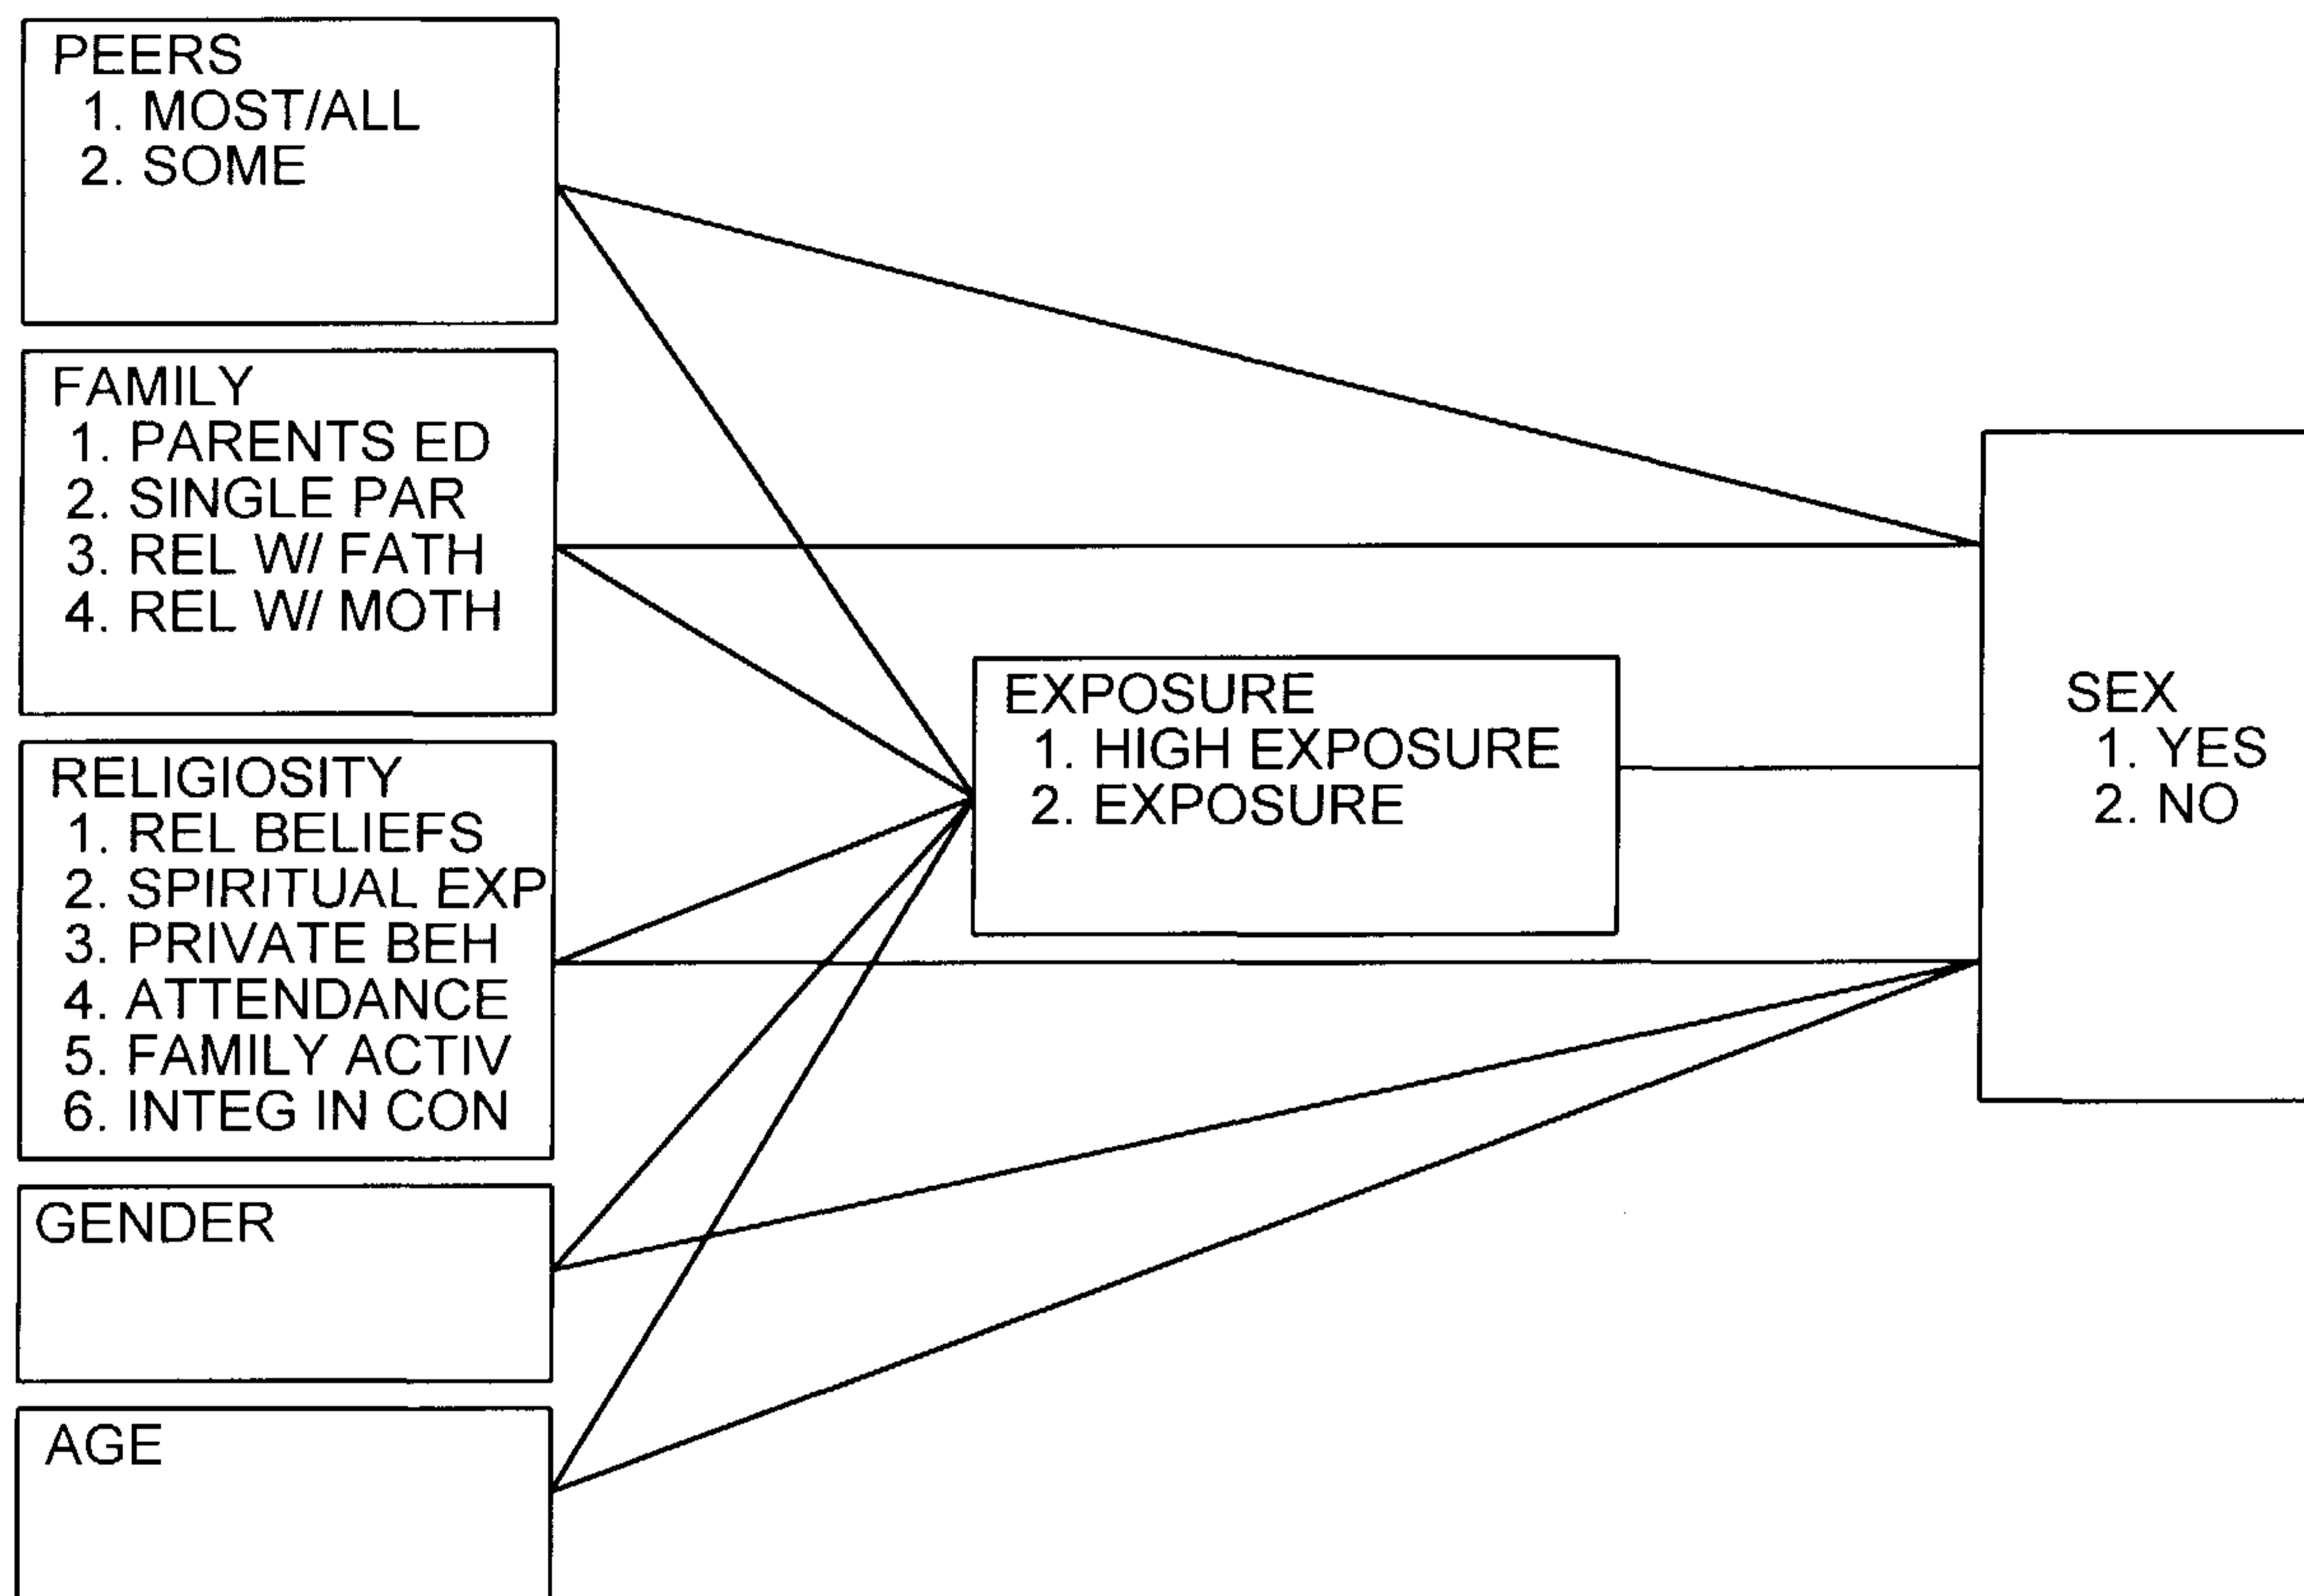 PEERS
1. MOST/ALL
2. SOME
FAMILY
1. PARENTS ED
2. SINGLE PAR
3. REL W/ FATH
4. REL W/ MOTH
RELIGIOSITY
1. REL BELIEFS
2. SPIRITUAL EXP
3. PRIVATE BEH
4. ATTENDANCE
5. FAMILY ACTIV
6. INTEG IN CON
GENDER
AGE
EXPOSURE
1. HIGH EXPOSURE
2. EXPOSURE
SEX
1. YES
2. NO